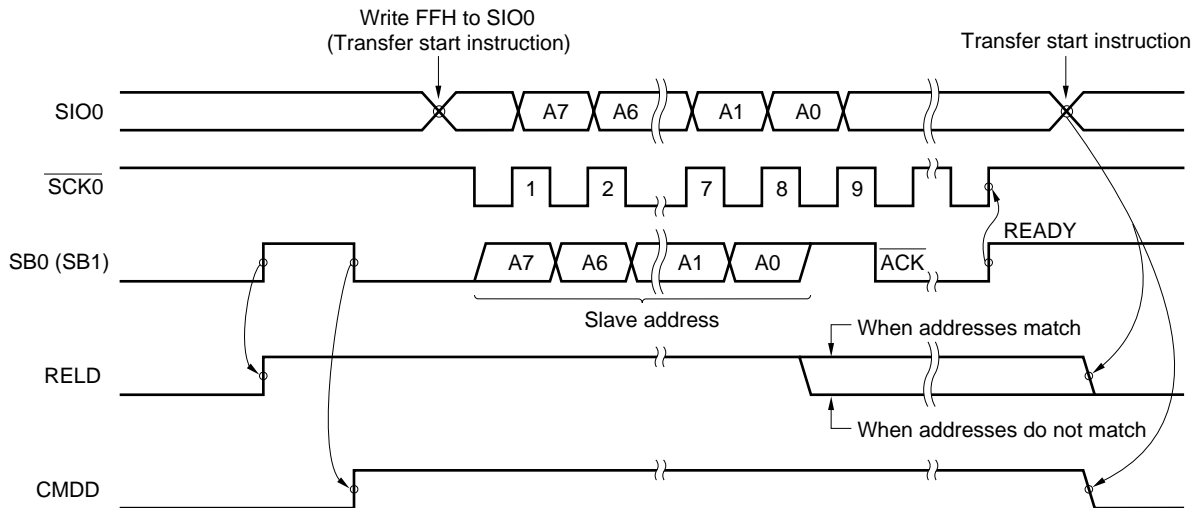 Write FFH to SIO0
(Transfer start instruction)
Transfer start instruction
SIO0
A7
A6
A1
A0
SCK0
1
2
7
8
9
READY
SB0 (SB1)
A7
A6
A1
A0
ACK
Slave address
When addresses match
RELD
When addresses do not match
CMDD